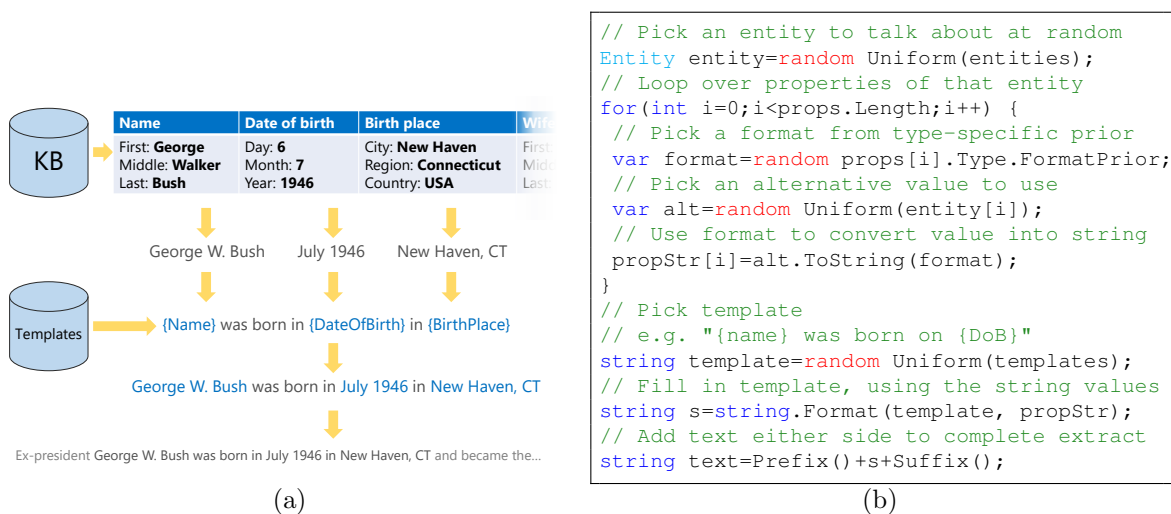 KB
Name Date of birth Birth place Wife
First: George Day: 6 City: New Haven First:
Middle: Walker Month: 7 Region: Connecticut
Last: Bush Year: 1946 Country: USA Last:
George W. Bush July 1946 New Haven, CT
Templates
{Name} was born in {DateOfBirth} in {BirthPlace}
George W. Bush was born in July 1946 in New Haven, CT
Ex-president George W. Bush was born in July 1946 in New Haven, CT and became the...
(a)
// Pick an entity to talk about at random
Entity entity=random Uniform(entities);
// Loop over properties of that entity
for(int i=0;i<props.Length;i++) {
// Pick a format from type-specific prior
var format=random props[i].Type.FormatPrior;
// Pick an alternative value to use
var alt=random Uniform(entity[i]);
// Use format to convert value into string
propStr[i]=alt.ToString(format);
}
// Pick template
// e.g. "{name} was born on {DoB}"
string template=random Uniform(templates);
// Fill in template, using the string values
string s=string.Format(template, propStr);
// Add text either side to complete extract
string text=Prefix()+s+Suffix();
(b)